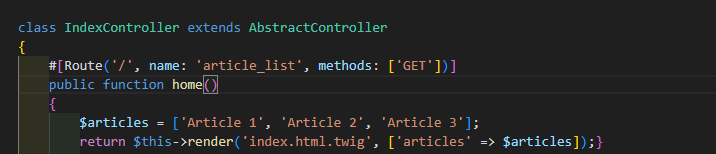 class IndexController extends AbstractController
{
    #[Route('/', name: 'article_list', methods: ['GET'])]
    public function home()
    {
        $articles = ['Article 1', 'Article 2', 'Article 3'];
        return $this->render('index.html.twig', ['articles' => $articles]);}